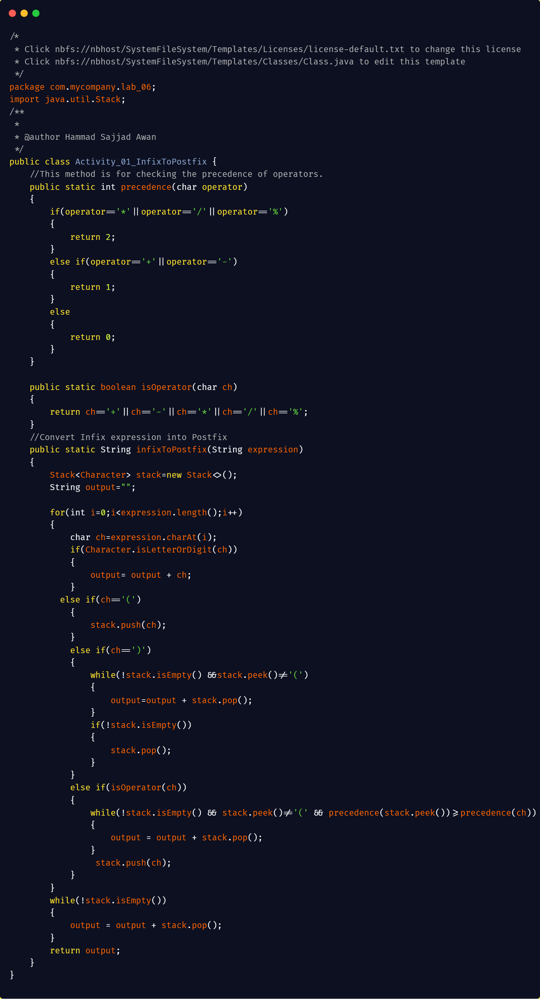 /*
 * Click nbfs://nbhost/SystemFileSystem/Templates/Licenses/license-default.txt to change this license
 * Click nbfs://nbhost/SystemFileSystem/Templates/Classes/Class.java to edit this template
 */
package com.mycompany.lab_06;
import java.util.Stack;
/**
 *
 * @author Hammad Sajjad Awan
 */
public class Activity_01_InfixToPostfix {
    //This method is for checking the precedence of operators.
    public static int precedence(char operator)
    {
        if(operator=='*'||operator=='/'||operator=='%')
        {
            return 2;
        }
        else if(operator=='+'||operator=='-')
        {
            return 1;
        }
        else
        {
            return 0;
        }
    }

    public static boolean isOperator(char ch)
    {
        return ch=='+'||ch=='-'||ch=='*'||ch=='/'||ch=='%';
    }
    //Convert Infix expression into Postfix
    public static String infixToPostfix(String expression)
    {
        Stack<Character> stack=new Stack<>();
        String output="";

        for(int i=0;i<expression.length();i++)
        {
            char ch=expression.charAt(i);
            if(Character.isLetterOrDigit(ch))
            {
                output= output + ch;
            }
          else if(ch=='(')
            {
                stack.push(ch);
            }
            else if(ch==')')
            {
                while(!stack.isEmpty() &&stack.peek()!='(')
                {
                    output=output + stack.pop();
                }
                if(!stack.isEmpty())
                {
                    stack.pop();
                }
            }
            else if(isOperator(ch))
            {
                while(!stack.isEmpty() && stack.peek()!='(' && precedence(stack.peek())>=precedence(ch))
                {
                    output = output + stack.pop();
                }
                 stack.push(ch);
            }
        }
        while(!stack.isEmpty())
        {
            output = output + stack.pop();
        }
        return output;
    }
}